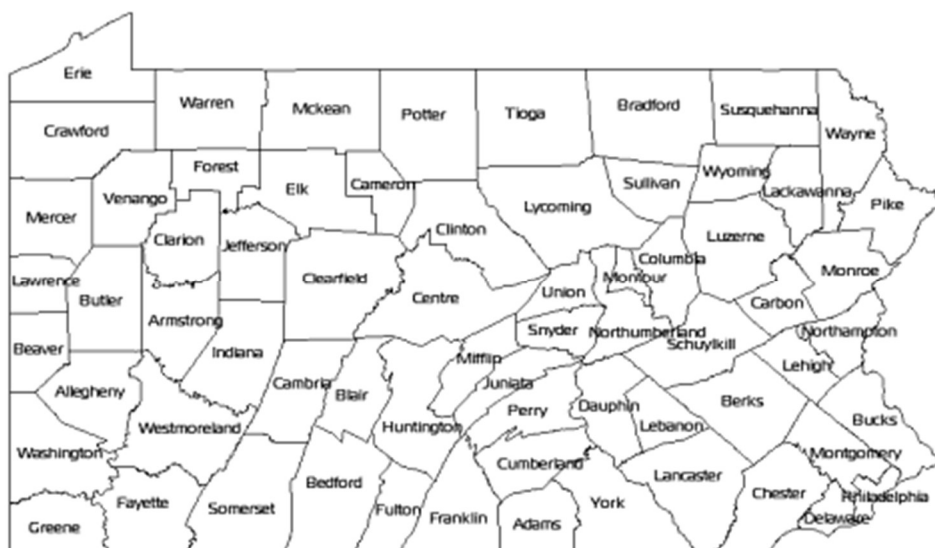 Erie
Warren
Mckean
Potter
Tioga
Bradford
Susquehanna
Wayne
Crawford
Forest
Elk
Cameron
Sullivan
Wyoming
Lackawanna
Pike
Mercer
Venango
Clarion
Jefferson
Clinton
Lycoming
Columbia
Luzerne
Monroe
Lawrence
Butler
Clearfield
Centre
Union
Montour
Carbon
Beaver
Armstrong
Indiana
Snyder
Northumberland
Schuylkill
Northampton
Lehigh
Allegheny
Cambria
Blair
Mifflip
Juniata
Perry
Dauphin
Berks
Westmoreland
Huntington
Lebanon
Bucks
Washington
Cumberland
Lancaster
Montgomery
Fayette
Somerset
Bedford
Fulton
Franklin
York
Chester
Philadelphia
Greene
Adams
Delaware